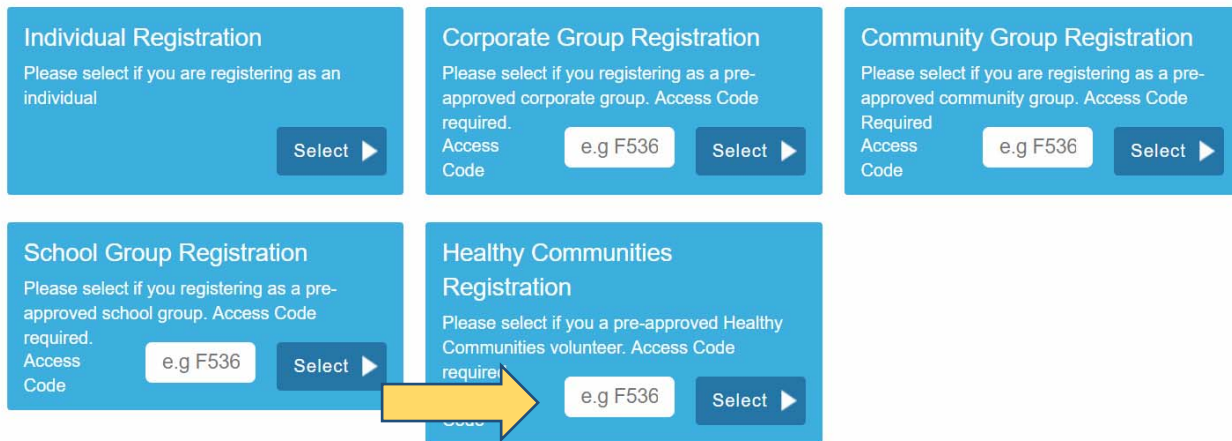 Individual Registration
Please select if you are registering as an
individual
Select
Corporate Group Registration
Please select if you registering as a pre-
approved corporate group. Access Code
required.
Access
Code
e.g F536
Select
Community Group Registration
Please select if you are registering as a pre-
approved community group. Access Code
Required
Access
Code
e.g F536
Select
School Group Registration
Please select if you registering as a pre-
approved school group. Access Code
required.
Access
Code
e.g F536
Select
Healthy Communities
Registration
Please select if you a pre-approved Healthy
Communities volunteer. Access Code
required
Code
e.g F536
Select